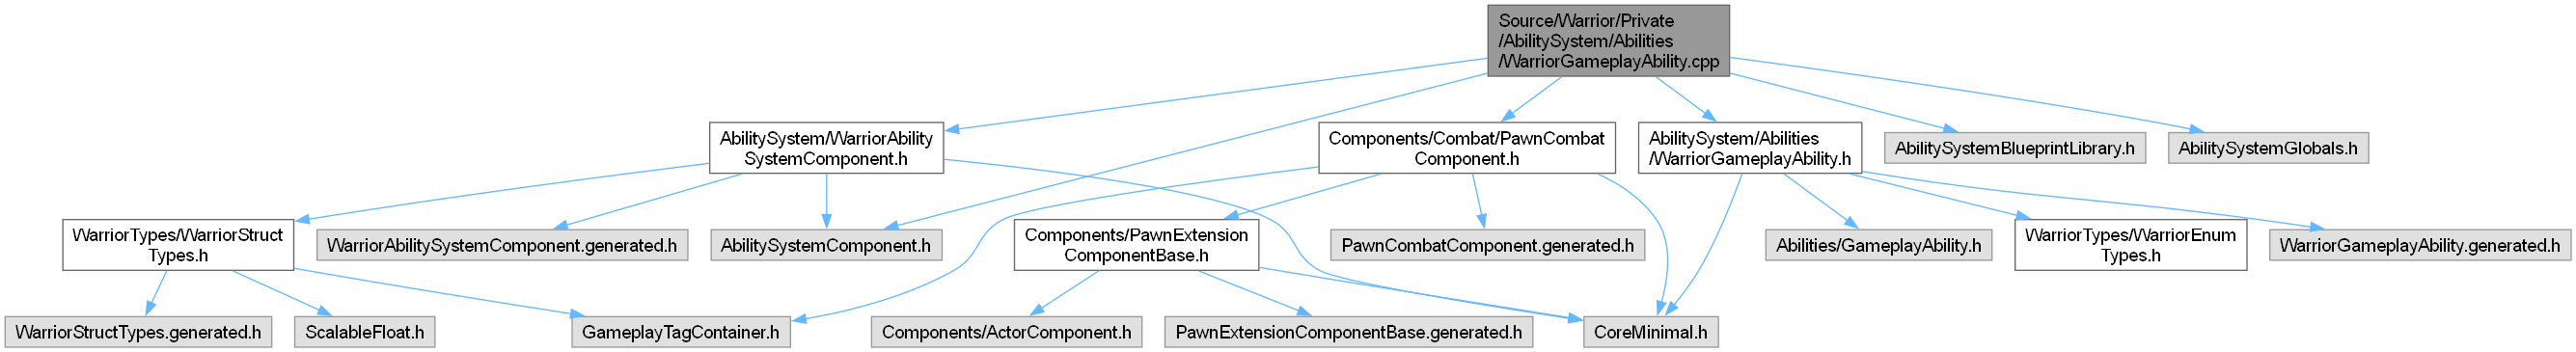 Source/Warrior/Private
/AbilitySystem/Abilities
/WarriorGameplayAbility.cpp
AbilitySystem/WarriorAbility
SystemComponent.h
Components/Combat/PawnCombat
Component.h
AbilitySystem/Abilities
/WarriorGameplayAbility.h
AbilitySystemBlueprintLibrary.h
AbilitySystemGlobals.h
WarriorTypes/WarriorStruct
Types.h
WarriorAbilitySystemComponent.generated.h
AbilitySystemComponent.h
Components/PawnExtension
ComponentBase.h
PawnCombatComponent.generated.h
Abilities/GameplayAbility.h
WarriorTypes/WarriorEnum
Types.h
WarriorGameplayAbility.generated.h
WarriorStructTypes.generated.h
ScalableFloat.h
GameplayTagContainer.h
Components/ActorComponent.h
PawnExtensionComponentBase.generated.h
CoreMinimal.h